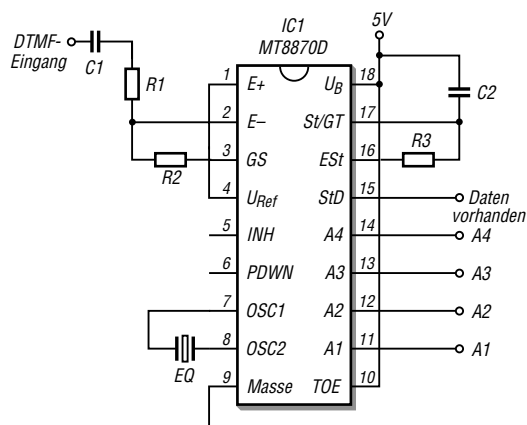 IC1
MT8870D
5V
DTMF-
Eingang
C1
R1
R2
C2
R3
1 E+
2 E–
3 GS
4 URef
5 INH
6 PDWN
7 OSC1
8 OSC2
9 Masse
EQ
UB 18
St/GT 17
ESt 16
StD 15
A4 14
A3 13
A2 12
A1 11
TOE 10
Daten
vorhanden
A4
A3
A2
A1